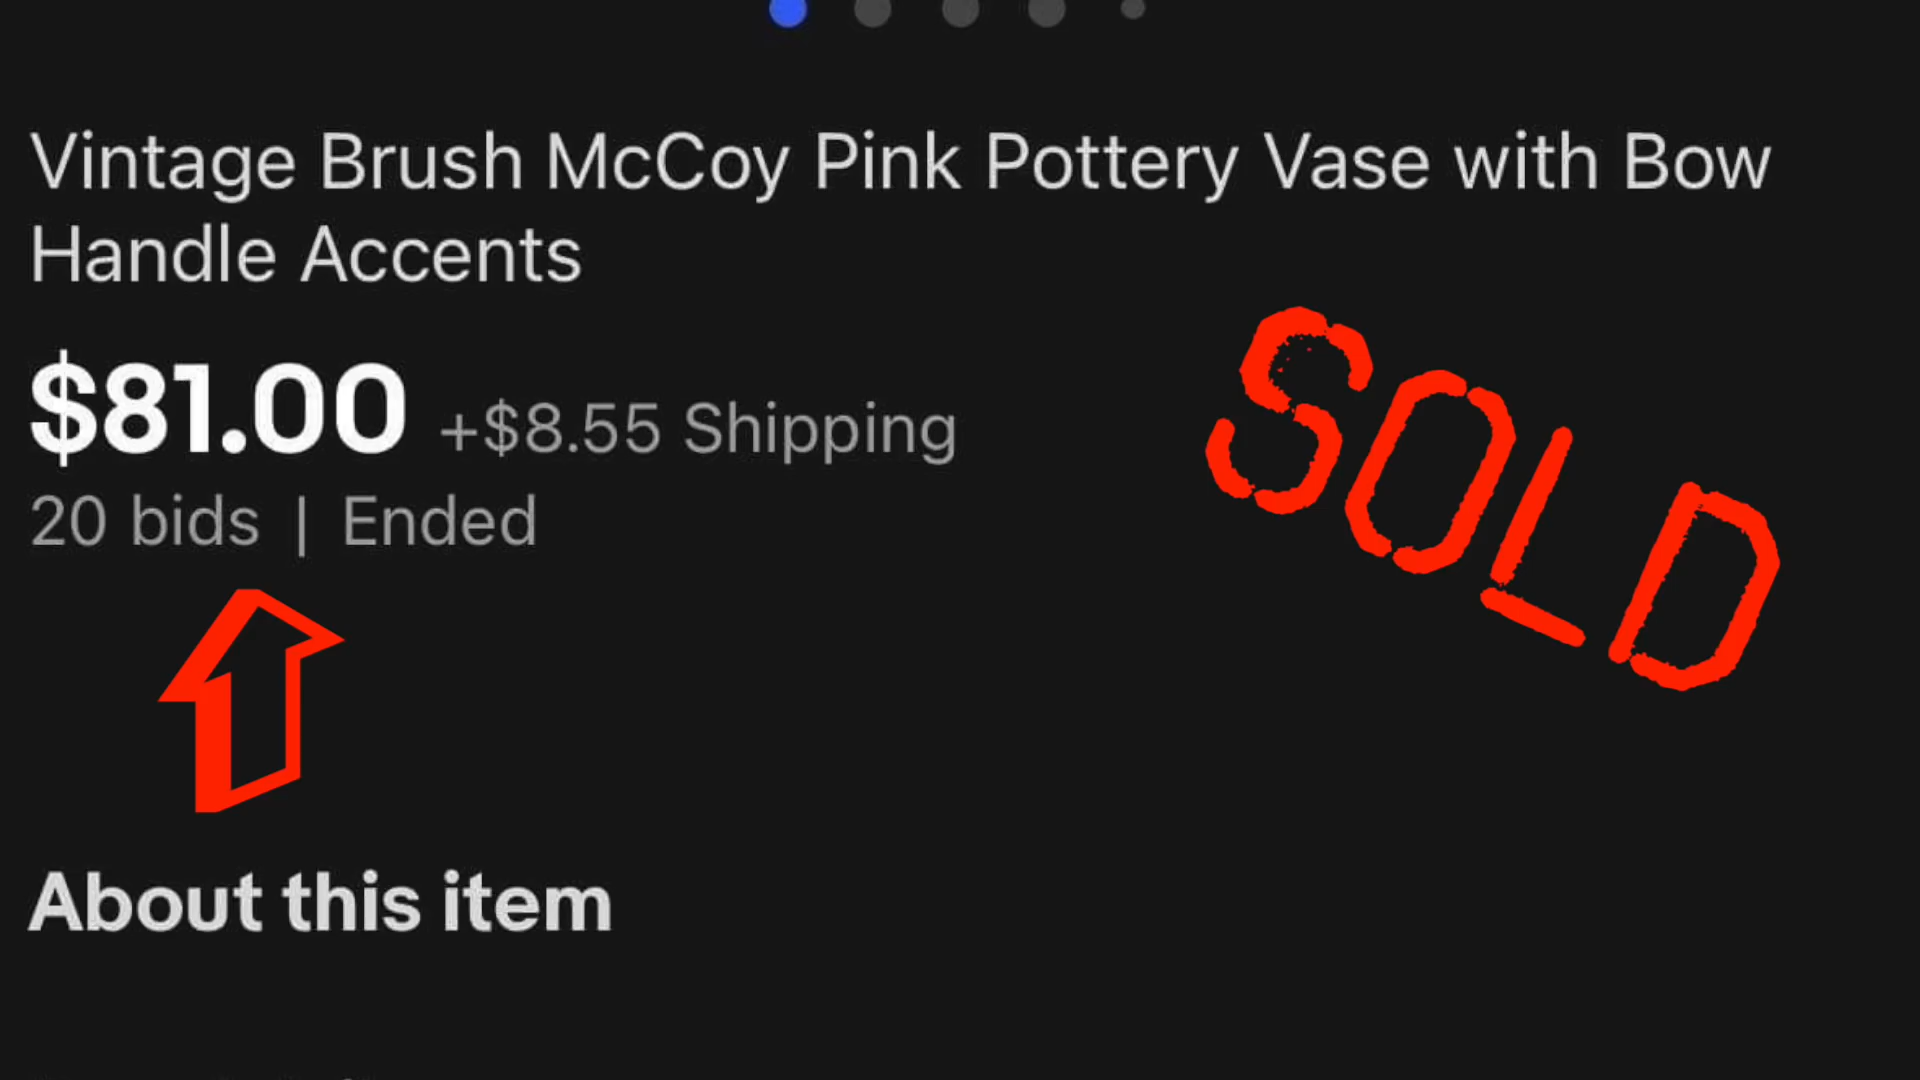 Vintage Brush McCoy Pink Pottery Vase with Bow
Handle Accents
$81.00 +$8.55 Shipping
20 bids | Ended
SOLD
About this item